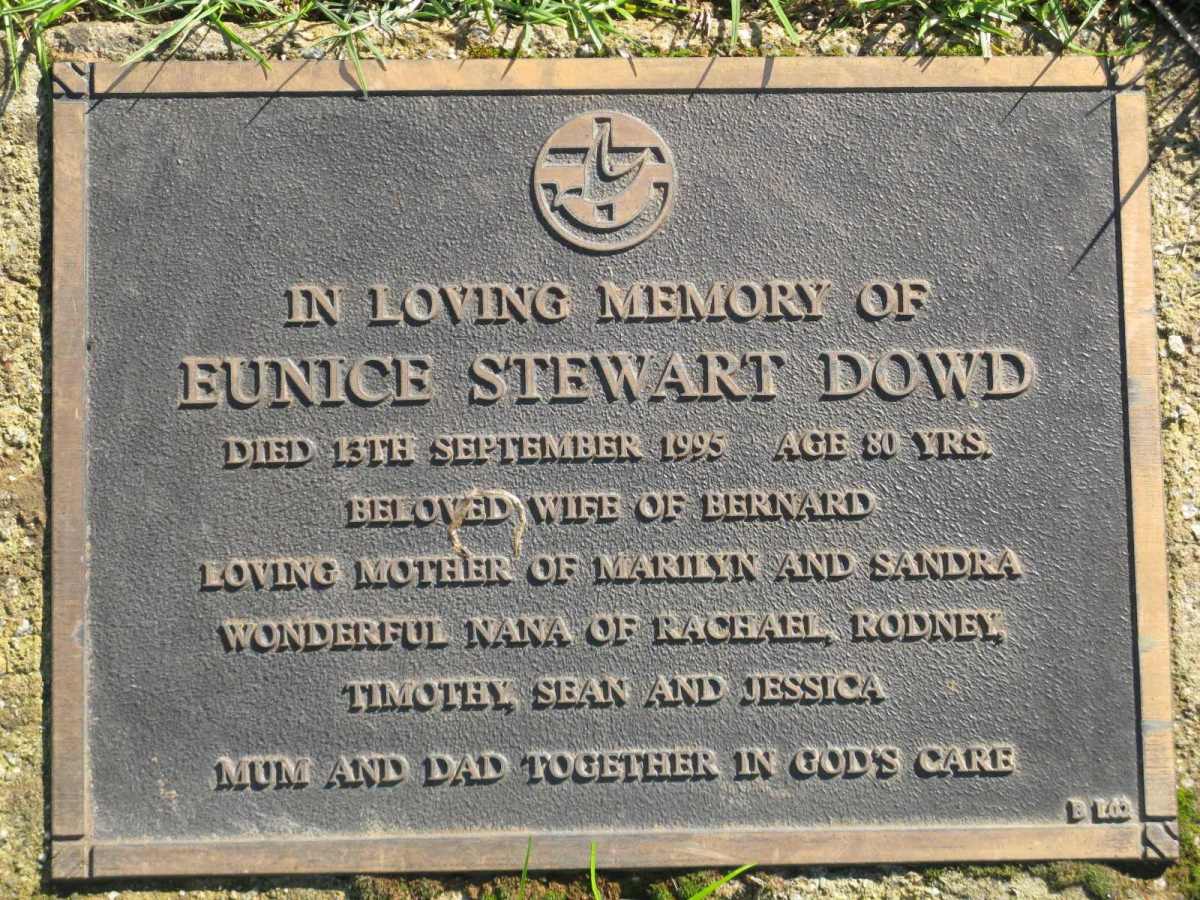 IN LOVING MEMORY OF
EUNICE STEWART DOWD
DIED 13TH SEPTEMBER 1995 AGE 80 YRS.
BELOVED WIFE OF BERNARD
LOVING MOTHER OF MARILYN AND SANDRA
WONDERFUL NANA OF RACHAEL, RODNEY,
TIMOTHY, SEAN AND JESSICA
MUM AND DAD TOGETHER IN GOD'S CARE